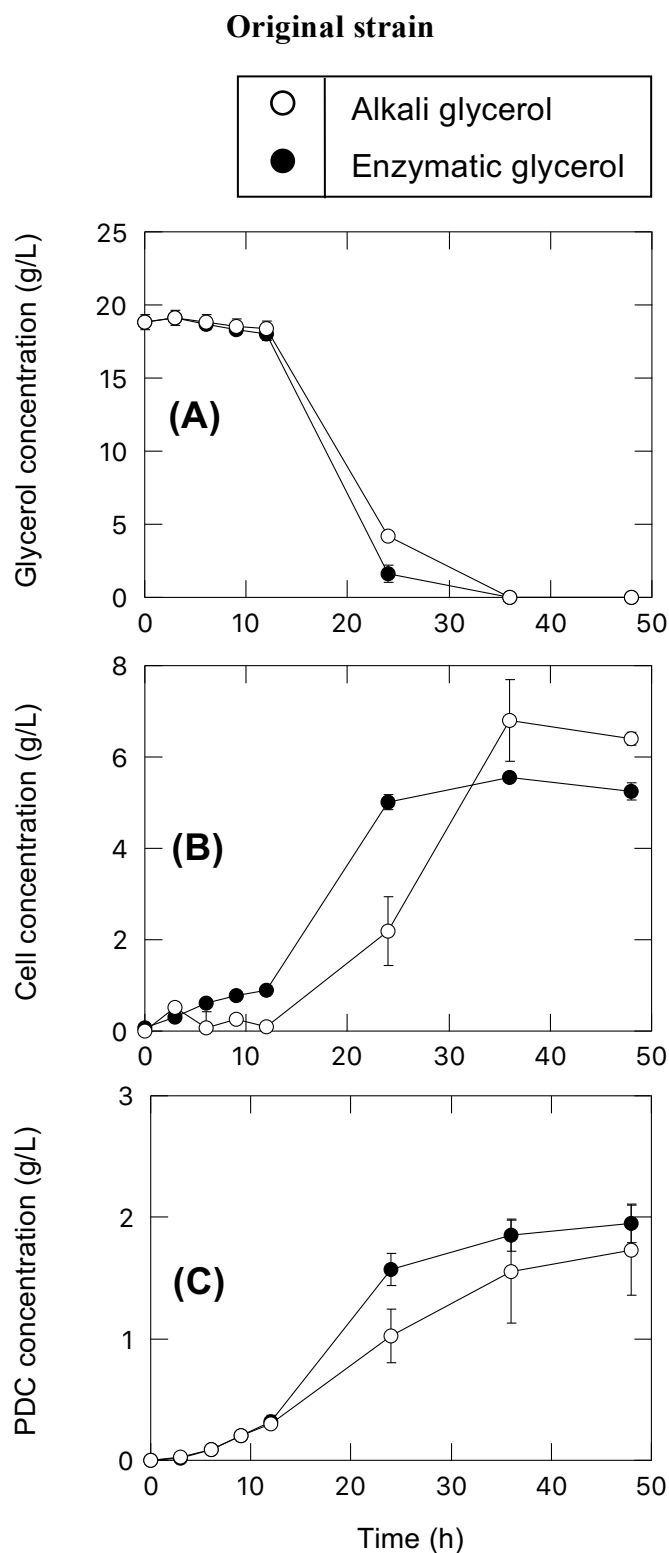 Original strain
Alkali glycerol
Enzymatic glycerol
Glycerol concentration (g/L)
25
20
15
10
5
0
(A)
0 10 20 30 40 50
Cell concentration (g/L)
8
6
4
2
0
(B)
0 10 20 30 40 50
PDC concentration (g/L)
3
2
1
0
(C)
0 10 20 30 40 50
Time (h)